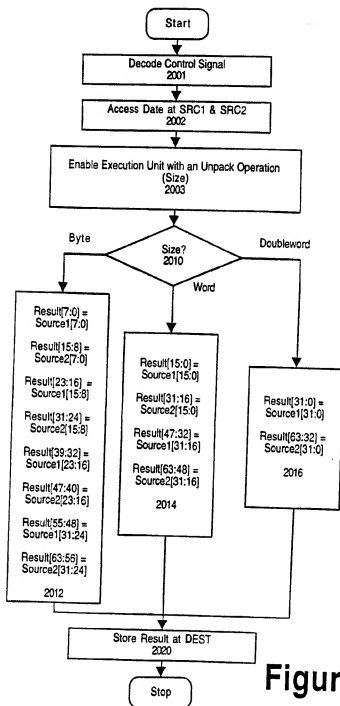 Start
Decode Control Signal
2001
Access Date at SRC1 & SRC2
2002
Enable Execution Unit with an Unpack Operation
(Size)
2003
Size?
2010
Byte
Word
Doubleword
Result[7:0] =
Source1[7:0]
Result[15:8] =
Source2[7:0]
Result[23:16] =
Source1[15:8]
Result[31:24] =
Source2[15:8]
Result[39:32] =
Source1[23:16]
Result[47:40] =
Source2[23:16]
Result[55:48] =
Source1[31:24]
Result[63:56] =
Source2[31:24]
2012
Result[15:0] =
Source1[15:0]
Result[31:16] =
Source2[15:0]
Result[47:32] =
Source1[31:16]
Result[63:48] =
Source2[31:16]
2014
Result[31:0] =
Source1[31:0]
Result[63:32] =
Source2[31:0]
2016
Store Result at DEST
2020
Stop
Figur